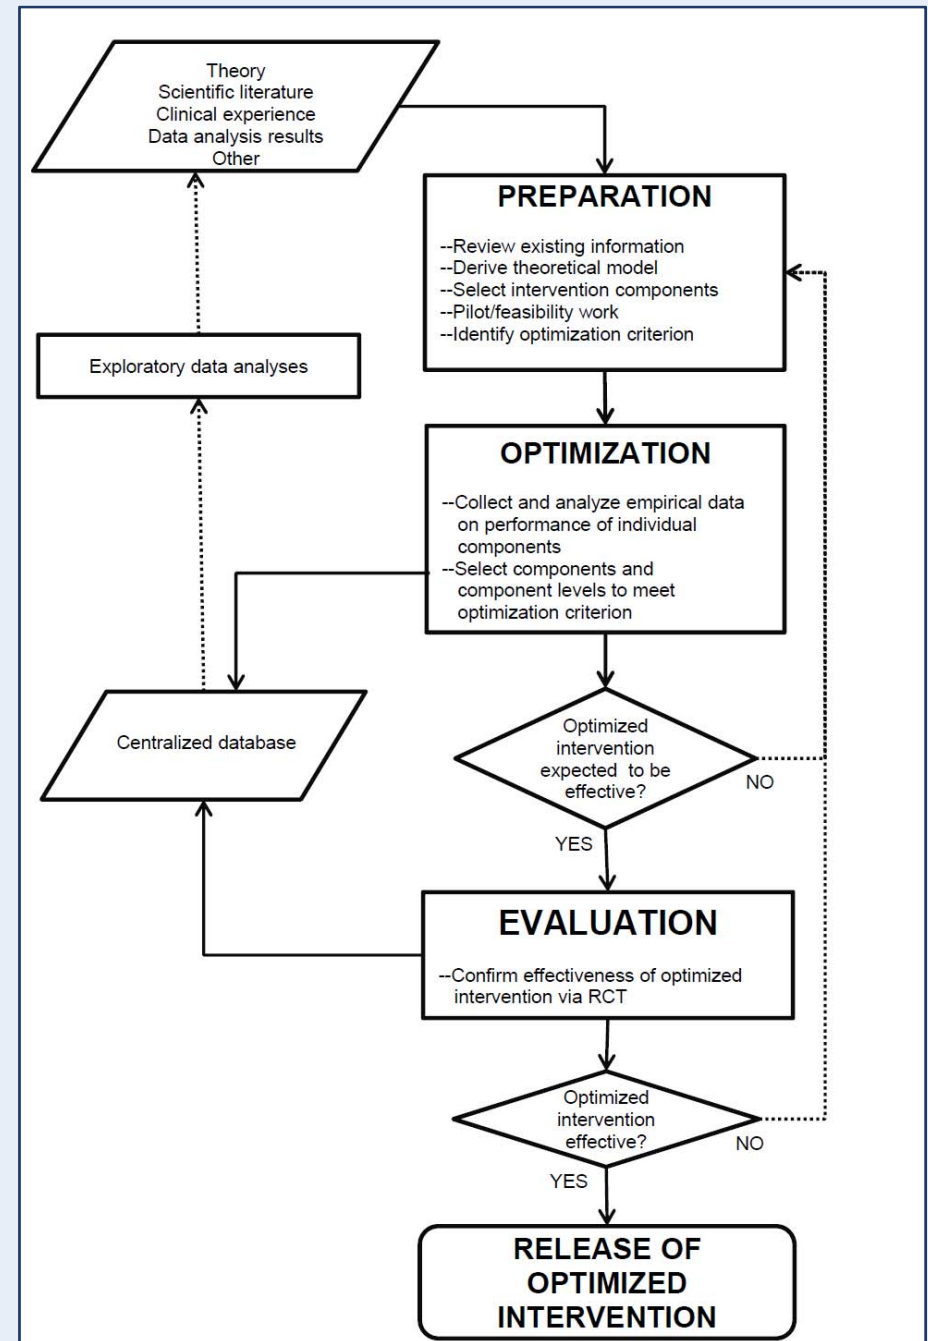 Theory
Scientific literature
Clinical experience
Data analysis results
Other
PREPARATION
--Review existing information
--Derive theoretical model
--Select intervention components
--Pilot/feasibility work
--Identify optimization criterion
Exploratory data analyses
OPTIMIZATION
--Collect and analyze empirical data
on performance of individual
components
--Select components and
component levels to meet
optimization criterion
Centralized database
Optimized
intervention
expected to be
effective?
NO
YES
EVALUATION
--Confirm effectiveness of optimized
intervention via RCT
Optimized
intervention
effective?
NO
YES
RELEASE OF
OPTIMIZED
INTERVENTION